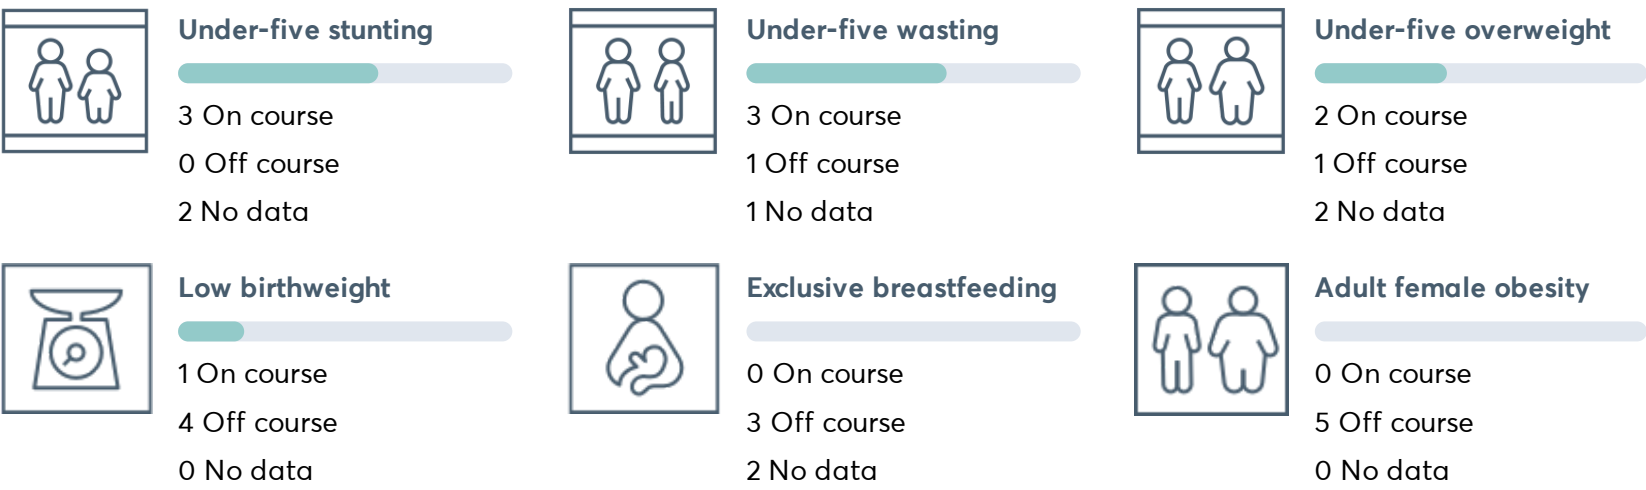 Under-five stunting
3 On course
0 Off course
2 No data
Under-five wasting
3 On course
1 Off course
1 No data
Under-five overweight
2 On course
1 Off course
2 No data
Low birthweight
1 On course
4 Off course
0 No data
Exclusive breastfeeding
0 On course
3 Off course
2 No data
Adult female obesity
0 On course
5 Off course
0 No data